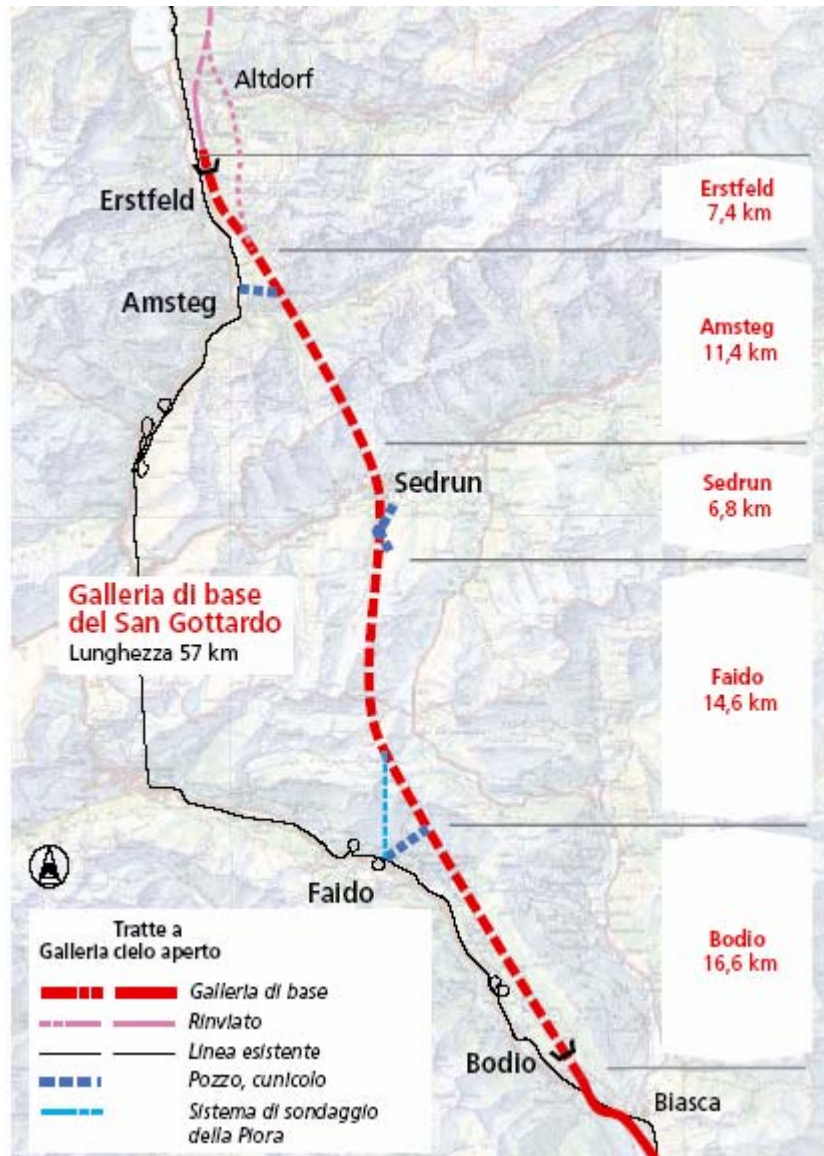 Altdorf
Erstfeld
Erstfeld
7,4 km
Amsteg
Amsteg
11,4 km
Sedrun
Sedrun
6,8 km
Galleria di base
del San Gottardo
Lunghezza 57 km
Faido
14,6 km
Faido
Tratte a
Galleria cielo aperto
Galleria di base
Rinviato
Linea esistente
Pozzo, cunicolo
Sistema di sondaggio
della Piora
Bodio
16,6 km
Bodio
Biasca